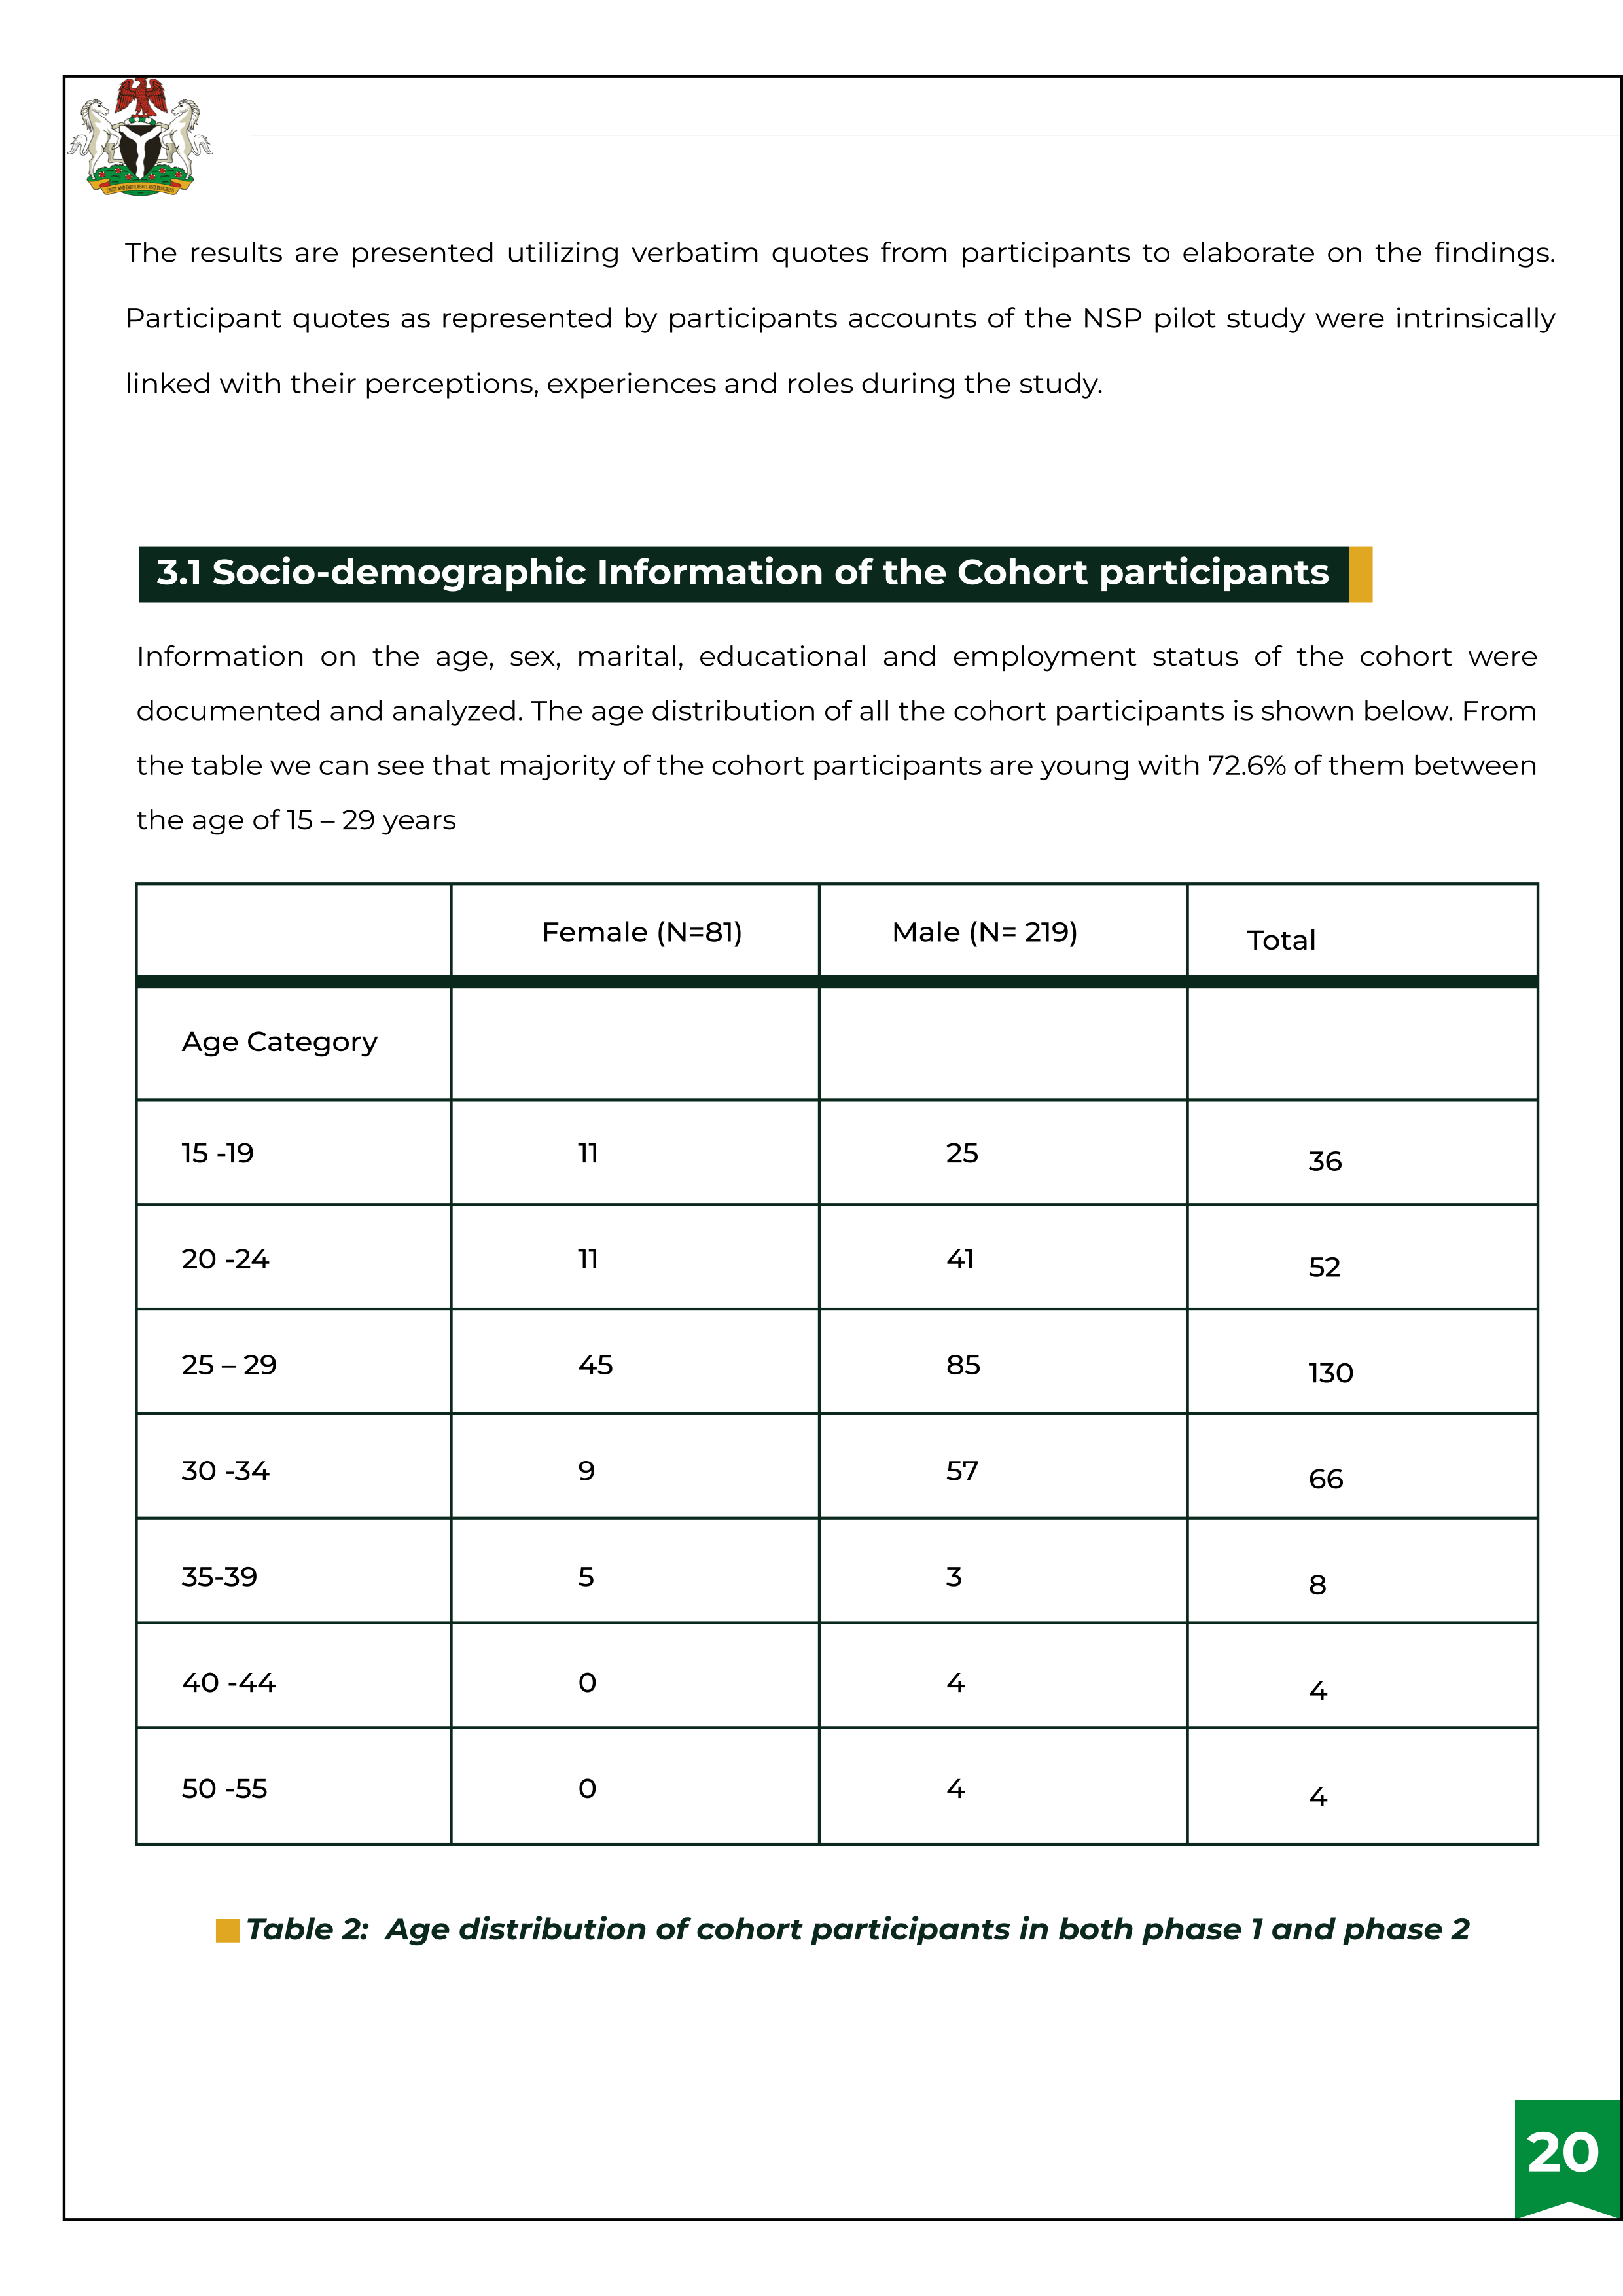 UNITY AND FAITH, PEACE AND PROGRESS
The results are presented utilizing verbatim quotes from participants to elaborate on the findings.
Participant quotes as represented by participants accounts of the NSP pilot study were intrinsically
linked with their perceptions, experiences and roles during the study.
3.1 Socio-demographic Information of the Cohort participants
Information on the age, sex, marital, educational and employment status of the cohort were
documented and analyzed. The age distribution of all the cohort participants is shown below. From
the table we can see that majority of the cohort participants are young with 72.6% of them between
the age of 15 – 29 years
Female (N=81) Male (N= 219) Total
Age Category
15 -19 11 25 36
20 -24 11 41 52
25 – 29 45 85 130
30 -34 9 57 66
35-39 5 3 8
40 -44 0 4 4
50 -55 0 4 4
Table 2: Age distribution of cohort participants in both phase 1 and phase 2
20